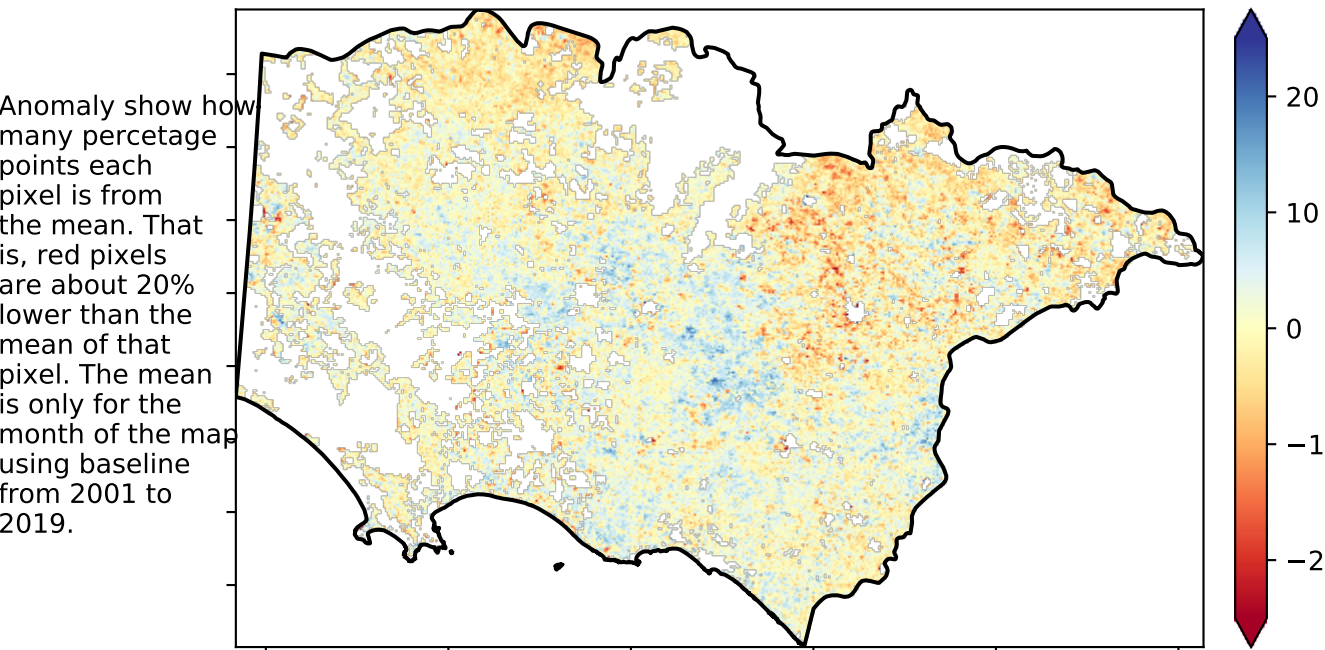 Anomaly show how
many percetage
points each
pixel is from
the mean. That
is, red pixels
are about 20%
lower than the
mean of that
pixel. The mean
is only for the
month of the map
using baseline
from 2001 to
2019.
20
10
0
−1
−2